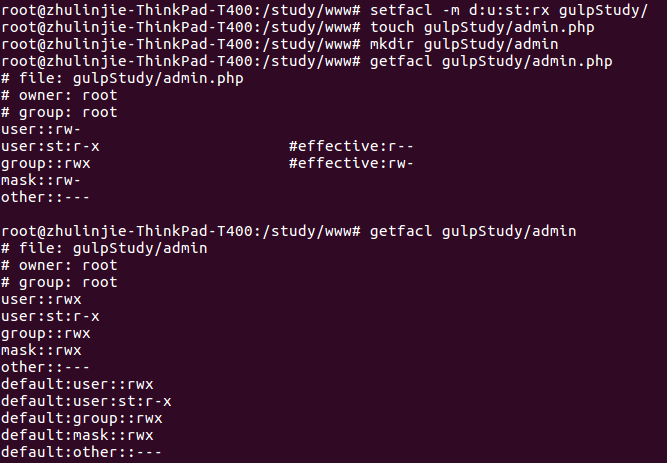 root@zhulinjie-ThinkPad-T400:/study/www# setfacl -m d:u:st:rx gulpStudy/
root@zhulinjie-ThinkPad-T400:/study/www# touch gulpStudy/admin.php
root@zhulinjie-ThinkPad-T400:/study/www# mkdir gulpStudy/admin
root@zhulinjie-ThinkPad-T400:/study/www# getfacl gulpStudy/admin.php
# file: gulpStudy/admin.php
# owner: root
# group: root
user::rw-
user:st:r-x                     #effective:r--
group::rwx                      #effective:rw-
mask::rw-
other::---

root@zhulinjie-ThinkPad-T400:/study/www# getfacl gulpStudy/admin
# file: gulpStudy/admin
# owner: root
# group: root
user::rwx
user:st:r-x
group::rwx
mask::rwx
other::---
default:user::rwx
default:user:st:r-x
default:group::rwx
default:mask::rwx
default:other::---